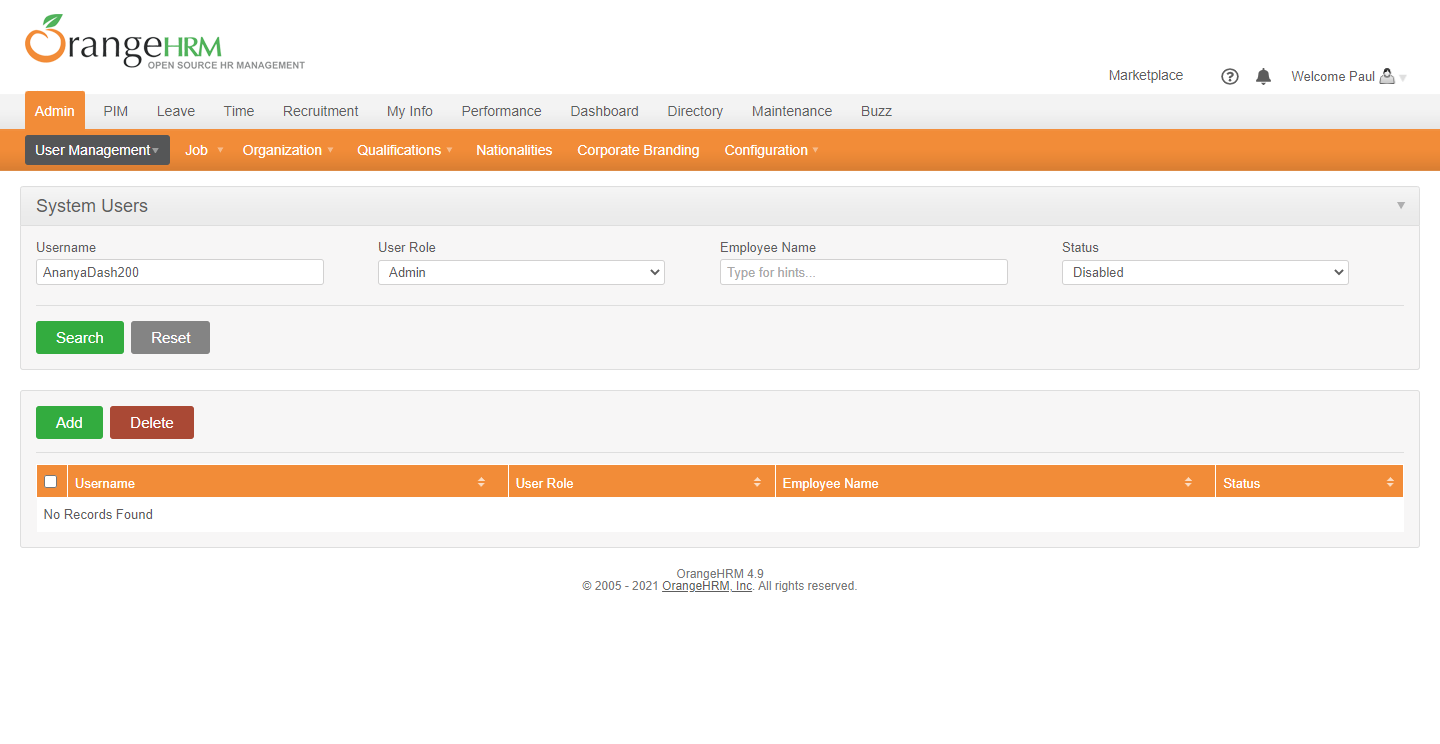 OrangeHRM
OPEN SOURCE HR MANAGEMENT
Marketplace
Welcome Paul
Admin PIM Leave Time Recruitment My Info Performance Dashboard Directory Maintenance Buzz
User Management Job Organization Qualifications Nationalities Corporate Branding Configuration
System Users
Username User Role Employee Name Status
AnanyaDash200 Admin Type for hints... Disabled
Search Reset
Add Delete
Username User Role Employee Name Status
No Records Found
OrangeHRM 4.9
© 2005 - 2021 OrangeHRM, Inc. All rights reserved.